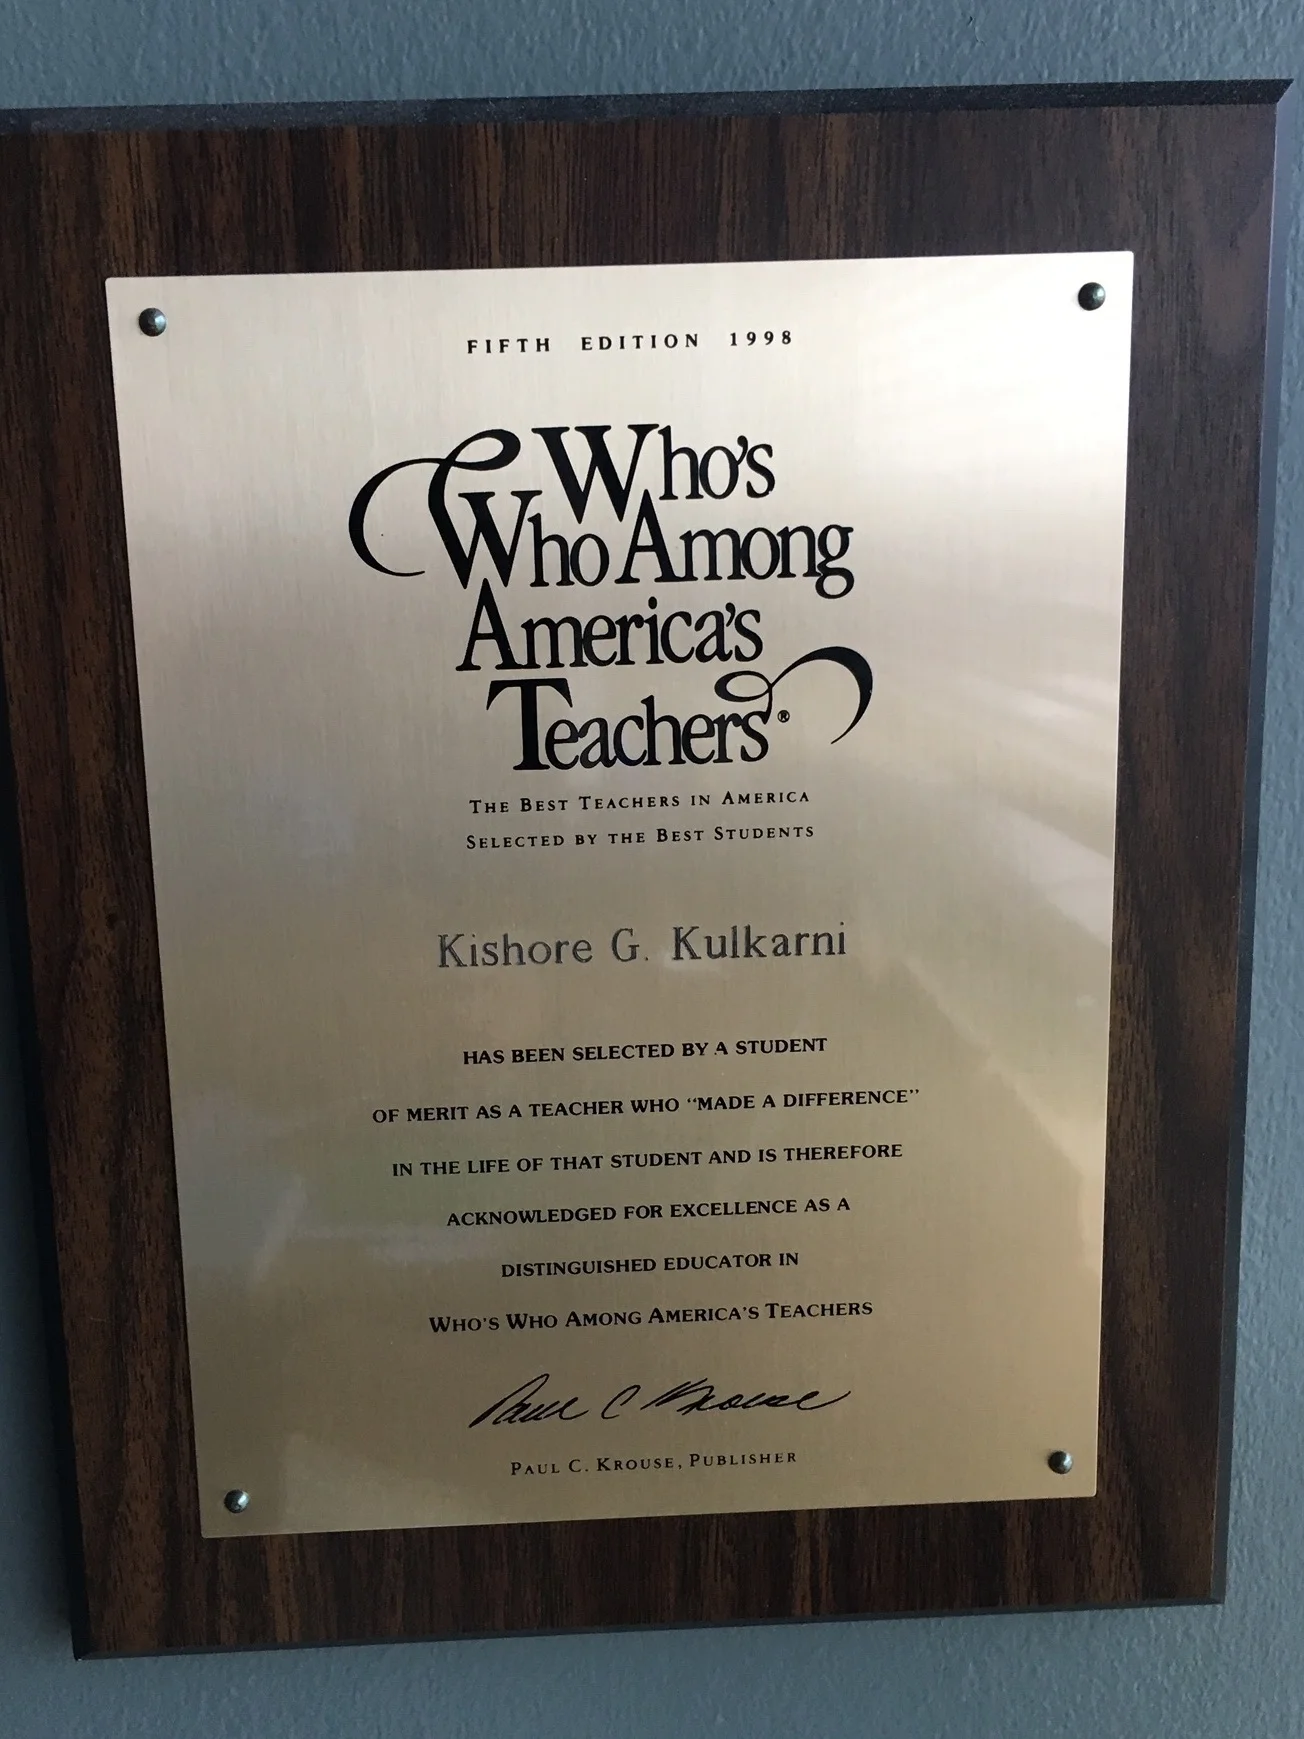 FIFTH EDITION 1998
Who's
Who Among
America's
Teachers®
THE BEST TEACHERS IN AMERICA
SELECTED BY THE BEST STUDENTS
Kishore G. Kulkarni
HAS BEEN SELECTED BY A STUDENT
OF MERIT AS A TEACHER WHO “MADE A DIFFERENCE”
IN THE LIFE OF THAT STUDENT AND IS THEREFORE
ACKNOWLEDGED FOR EXCELLENCE AS A
DISTINGUISHED EDUCATOR IN
WHO'S WHO AMONG AMERICA'S TEACHERS
Paul C Krouse
PAUL C. KROUSE, PUBLISHER